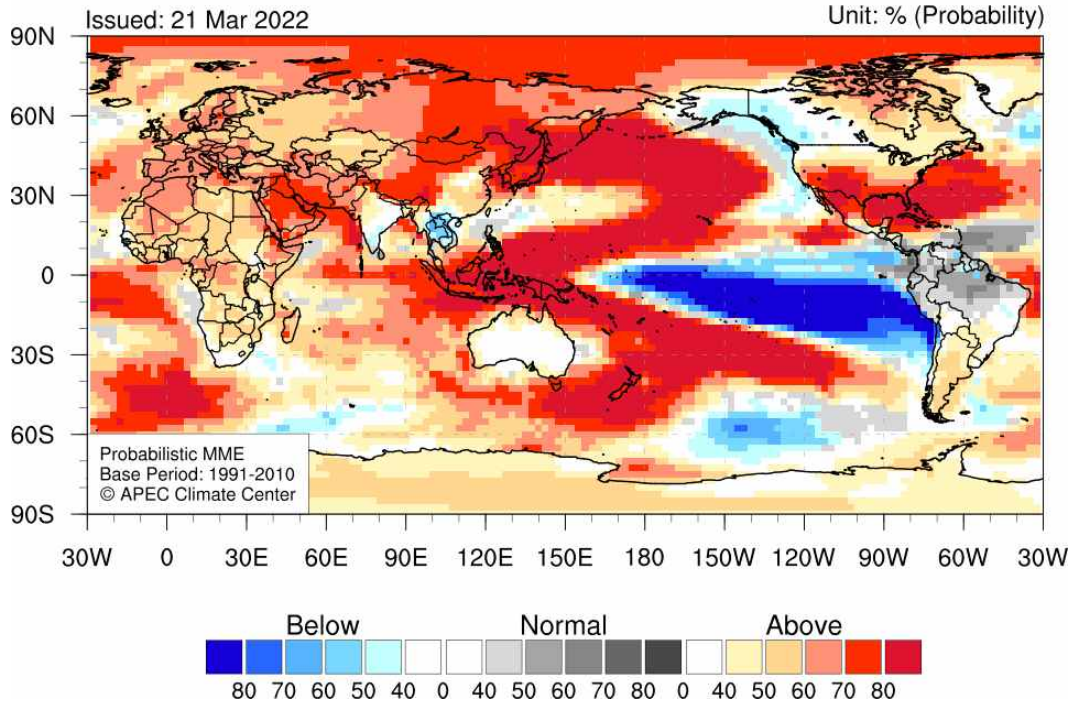 Issued: 21 Mar 2022 Unit: % (Probability)
90N
60N
30N
0
30S
60S
90S
Probabilistic MME
Base Period: 1991-2010
© APEC Climate Center
30W 0 30E 60E 90E 120E 150E 180 150W 120W 90W 60W 30W
Below Normal Above
80 70 60 50 40 0 40 50 60 70 80 0 40 50 60 70 80